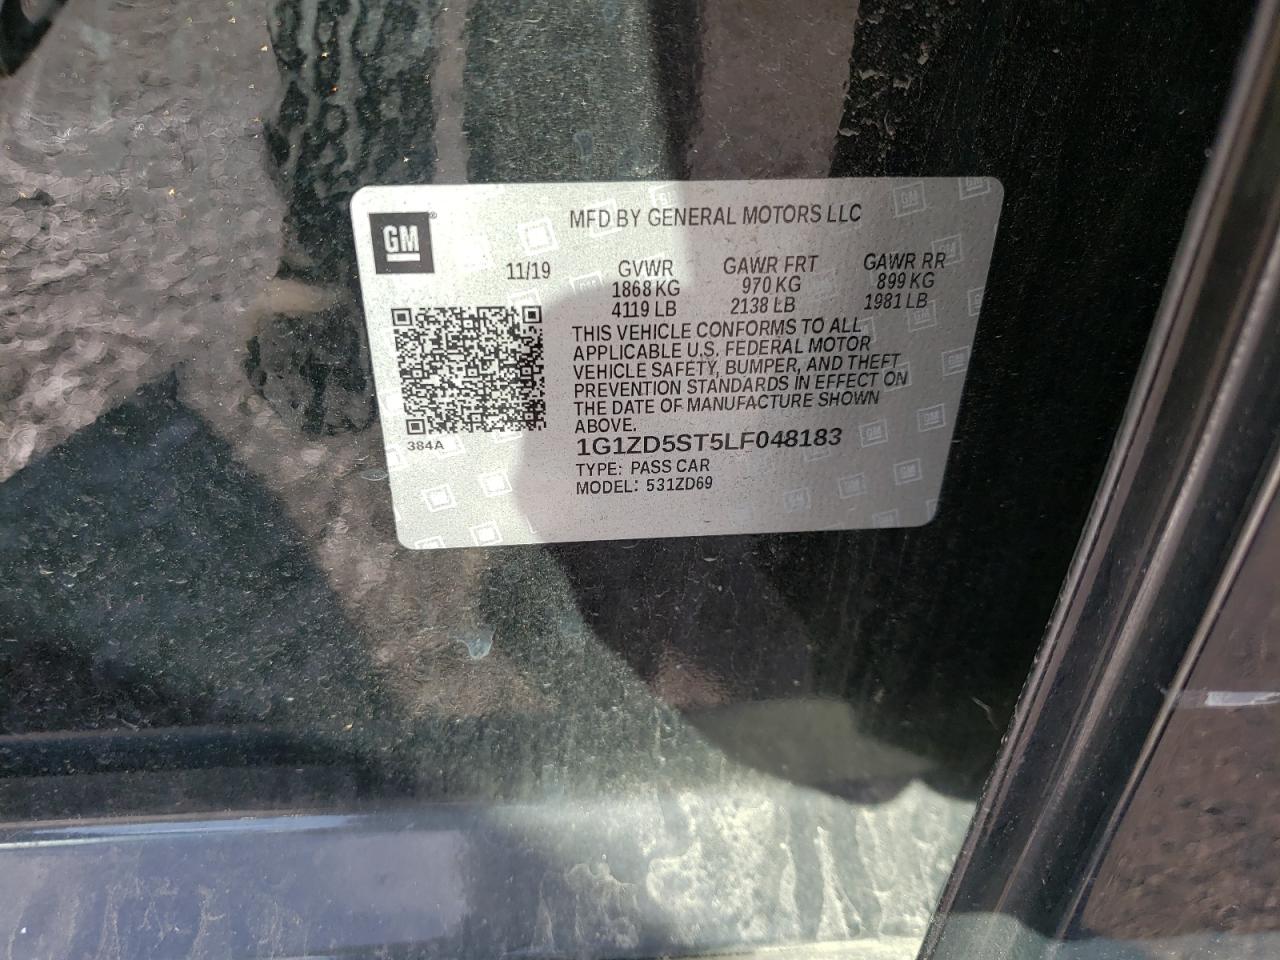 GM
MFD BY GENERAL MOTORS LLC
11/19 GVWR GAWR FRT GAWR RR
1868 KG 970 KG 899 KG
4119 LB 2138 LB 1981 LB
THIS VEHICLE CONFORMS TO ALL
APPLICABLE U.S. FEDERAL MOTOR
VEHICLE SAFETY, BUMPER, AND THEFT
PREVENTION STANDARDS IN EFFECT ON
THE DATE OF MANUFACTURE SHOWN
ABOVE.
384A
1G1ZD5ST5LF048183
TYPE: PASS CAR
MODEL: 531ZD69